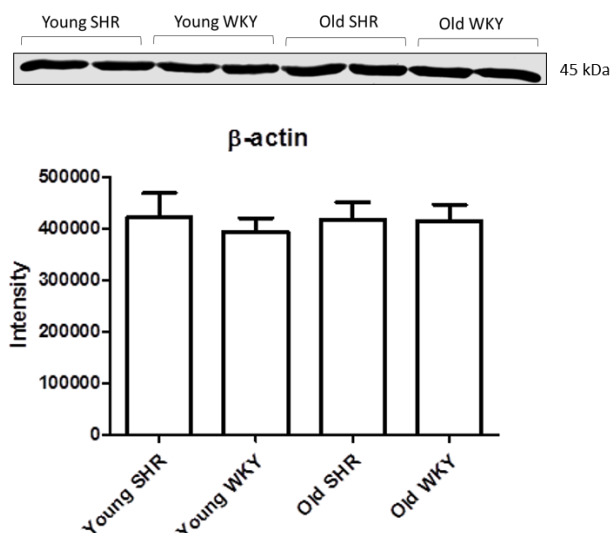 Young SHR Young WKY Old SHR Old WKY
45 kDa
β-actin
Intensity
500000
400000
300000
200000
100000
0
Young SHR
Young WKY
Old SHR
Old WKY